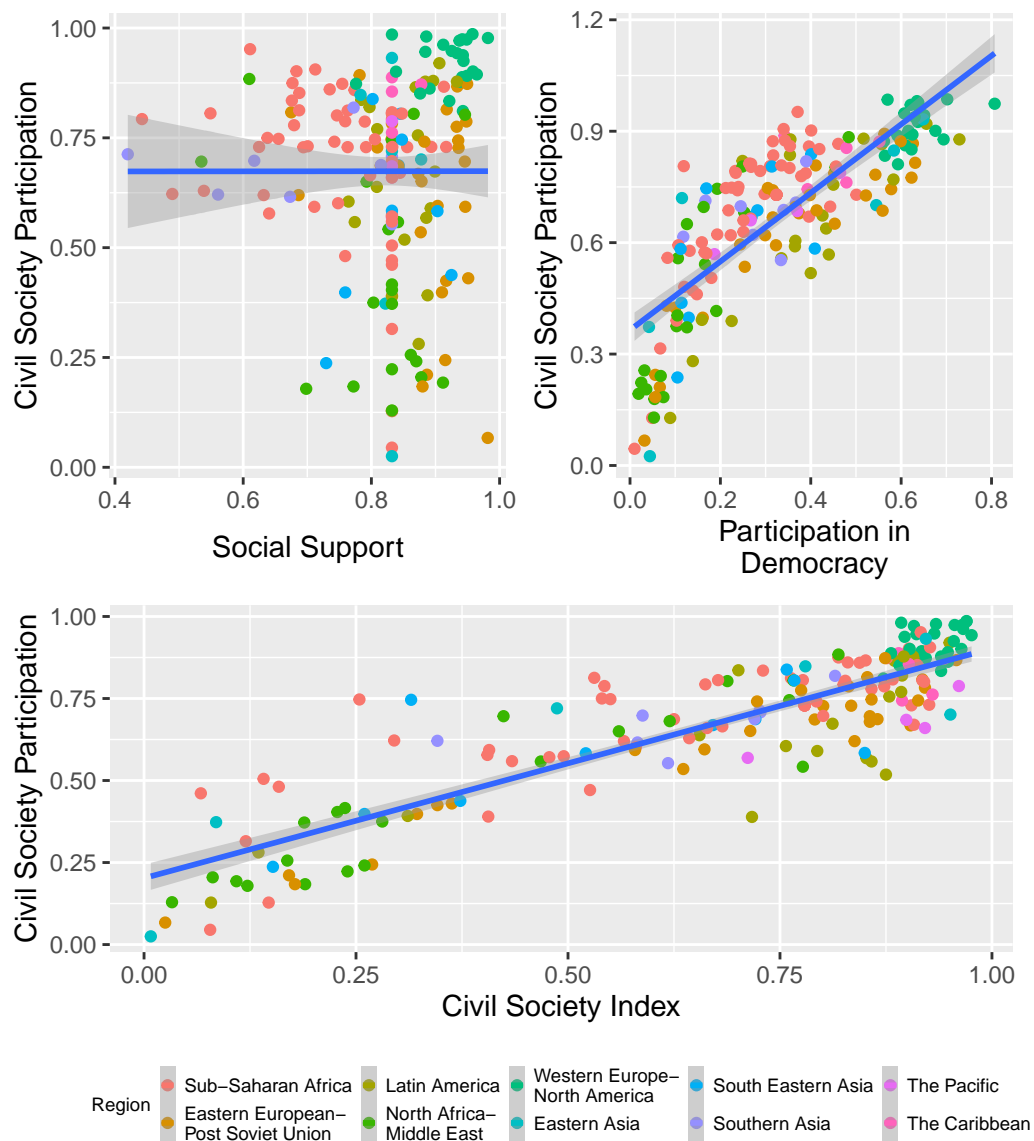 Civil Society Participation
1.00
0.75
0.50
0.25
0.00
0.4 0.6 0.8 1.0
Social Support
Civil Society Participation
1.2
0.9
0.6
0.3
0.0
0.0 0.2 0.4 0.6 0.8
Participation in
Democracy
Civil Society Participation
1.00
0.75
0.50
0.25
0.00
0.00 0.25 0.50 0.75 1.00
Civil Society Index
Region
Sub−Saharan Africa
Eastern European−
Post Soviet Union
Latin America
North Africa−
Middle East
Western Europe−
North America
Eastern Asia
South Eastern Asia
Southern Asia
The Pacific
The Caribbean